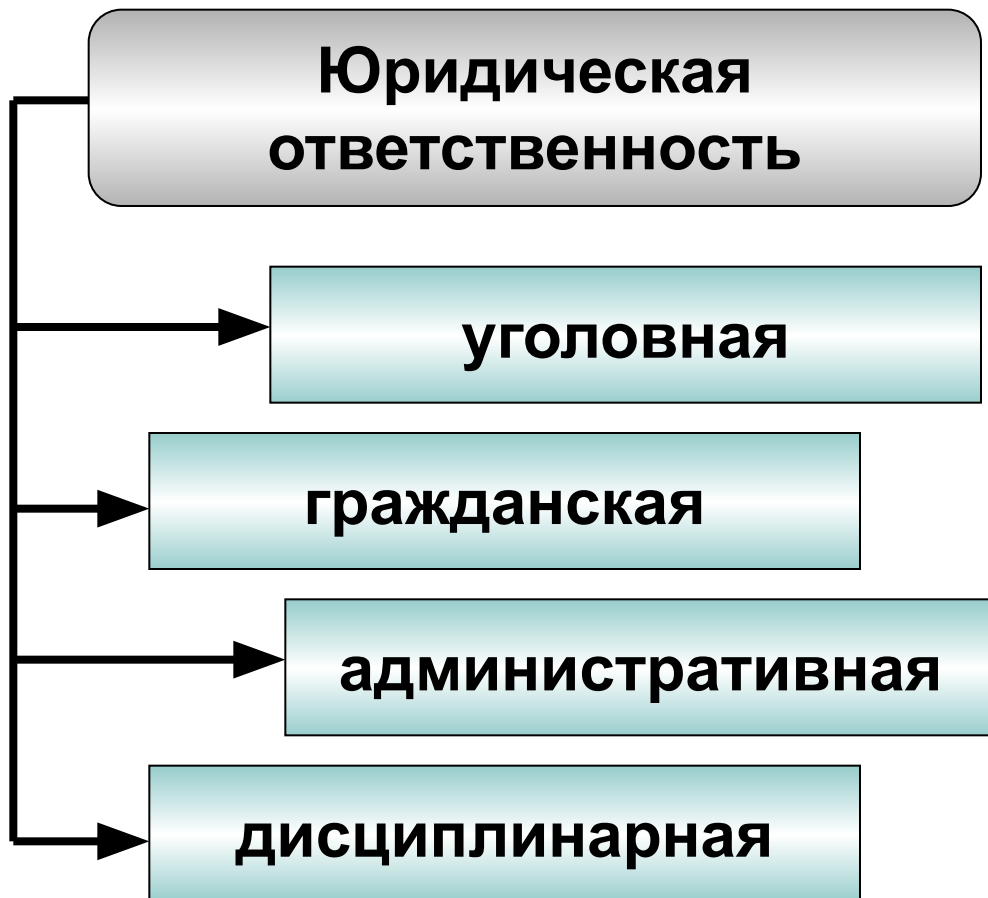 Юридическая
ответственность
уголовная
гражданская
административная
дисциплинарная